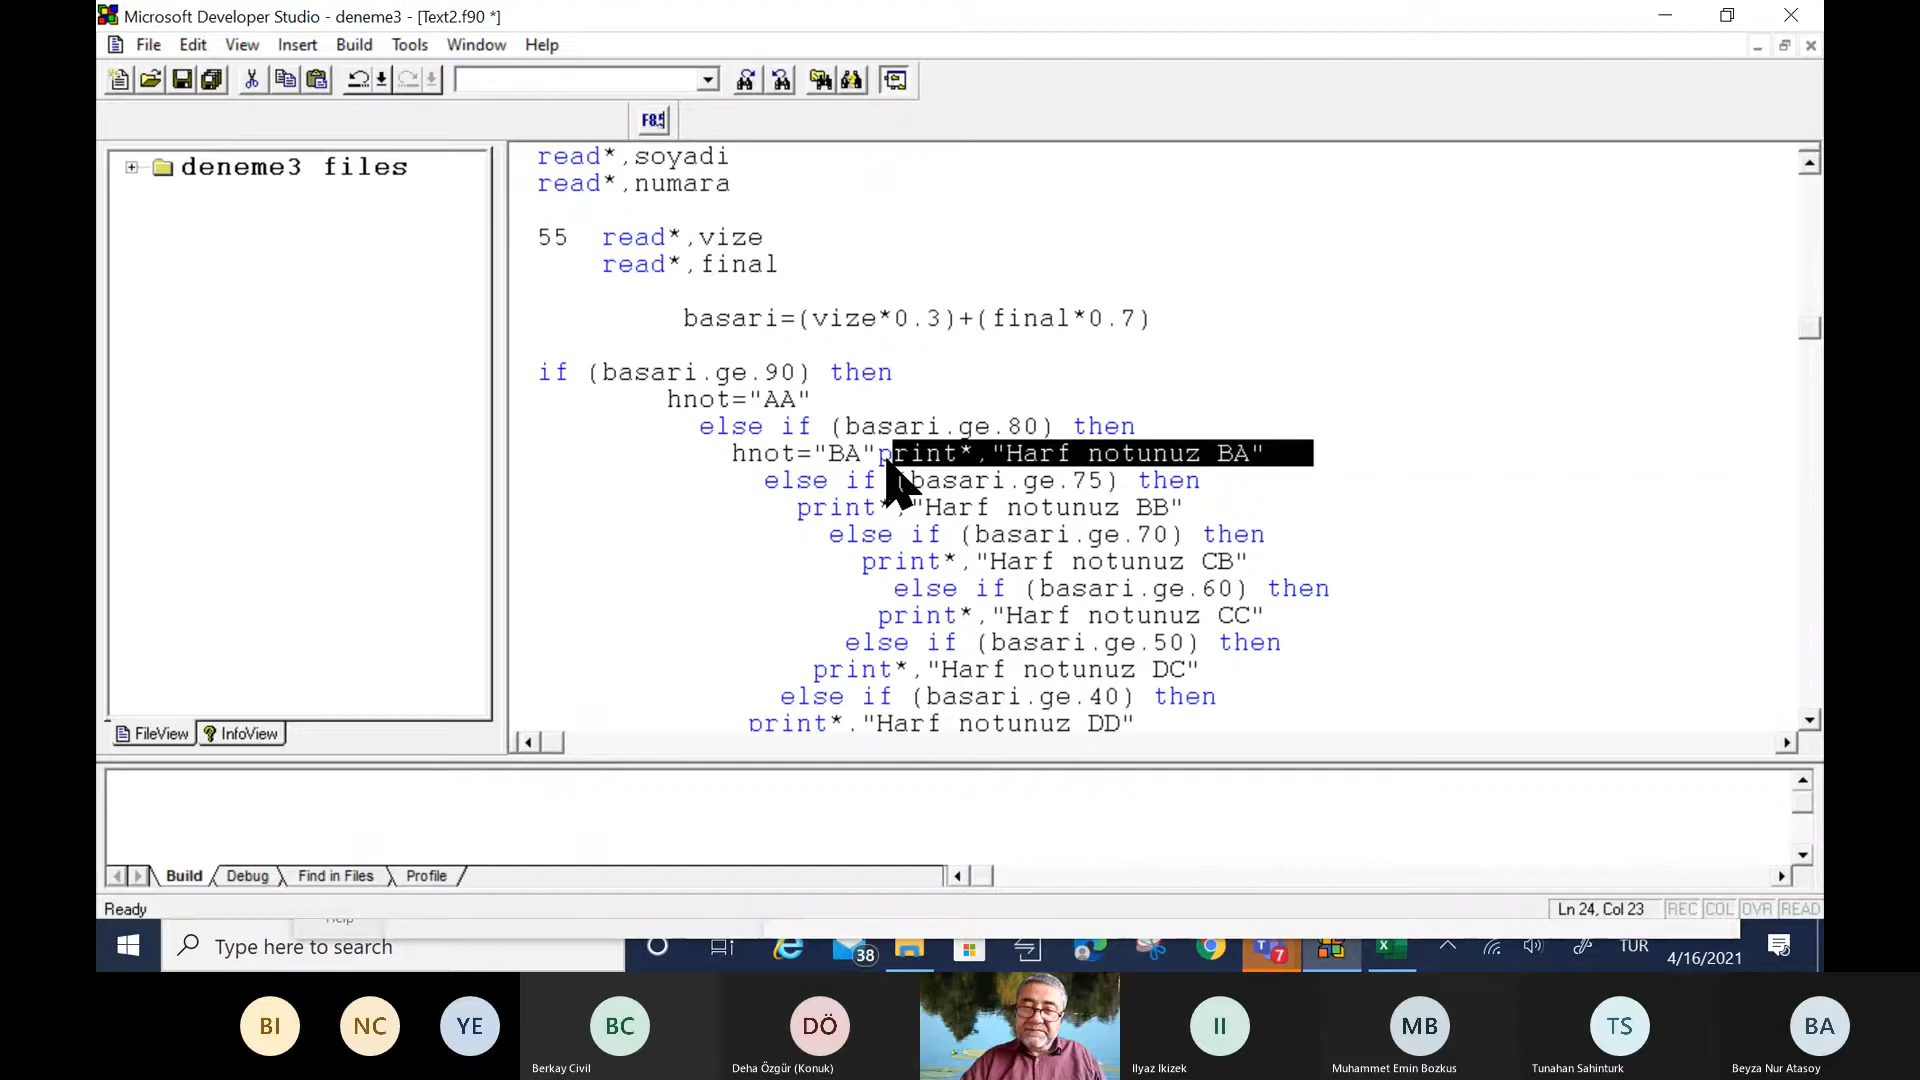 Microsoft Developer Studio - deneme3 - [Text2.f90 *]
File Edit View Insert Build Tools Window Help
F8.
deneme3 files
read*,soyadi
read*,numara
55 read*,vize
read*,final
basari=(vize*0.3)+(final*0.7)
if (basari.ge.90) then
hnot="AA"
else if (basari.ge.80) then
hnot="BA"print*,"Harf notunuz BA"
else if (basari.ge.75) then
print*,"Harf notunuz BB"
else if (basari.ge.70) then
print*,"Harf notunuz CB"
else if (basari.ge.60) then
print*,"Harf notunuz CC"
else if (basari.ge.50) then
print*,"Harf notunuz DC"
else if (basari.ge.40) then
print*,"Harf notunuz DD"
FileView InfoView
Build Debug Find in Files Profile
Ready
Ln 24, Col 23 REC COL OVR READ
Help
Type here to search
38
7
TUR
4/16/2021
BI NC YE BC DÖ II MB TS BA
Berkay Civil Deha Özgür (Konuk) Ilyaz Ikizek Muhammet Emin Bozkus Tunahan Sahinturk Beyza Nur Atasoy